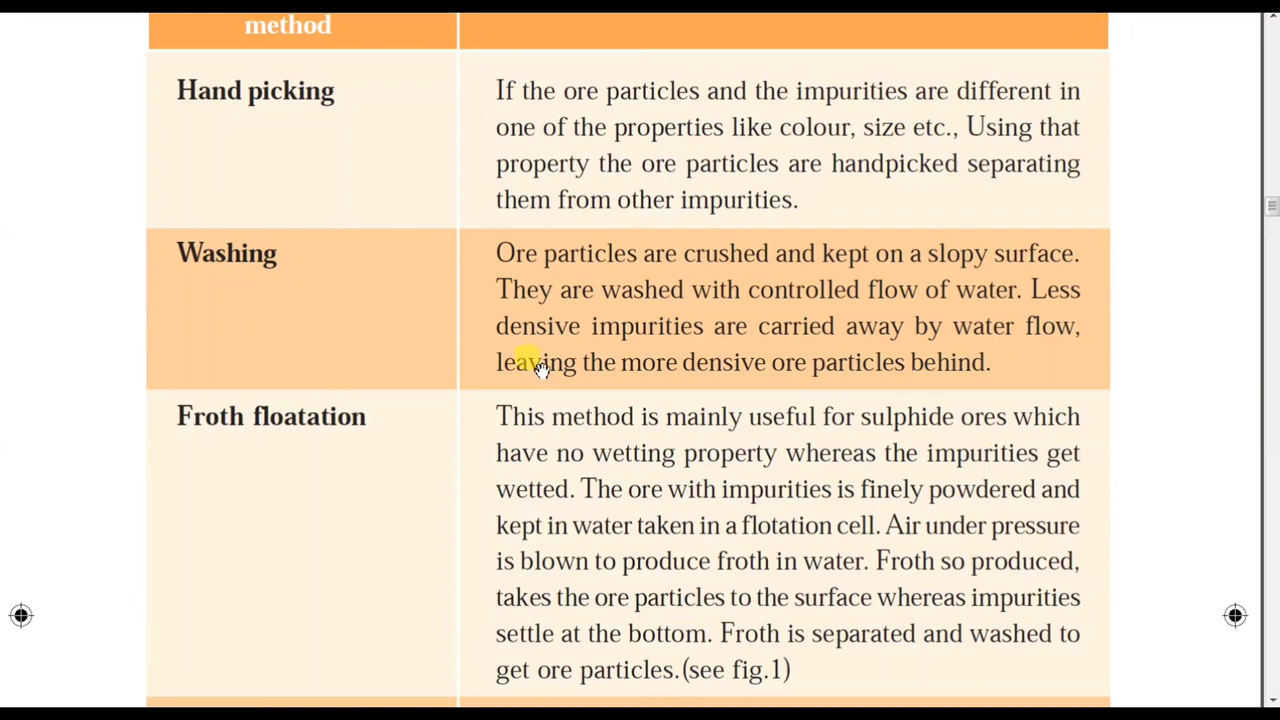 method
Hand picking
If the ore particles and the impurities are different in
one of the properties like colour, size etc., Using that
property the ore particles are handpicked separating
them from other impurities.
Washing
Ore particles are crushed and kept on a slopy surface.
They are washed with controlled flow of water. Less
densive impurities are carried away by water flow,
leaving the more densive ore particles behind.
Froth floatation
This method is mainly useful for sulphide ores which
have no wetting property whereas the impurities get
wetted. The ore with impurities is finely powdered and
kept in water taken in a flotation cell. Air under pressure
is blown to produce froth in water. Froth so produced,
takes the ore particles to the surface whereas impurities
settle at the bottom. Froth is separated and washed to
get ore particles.(see fig.1)